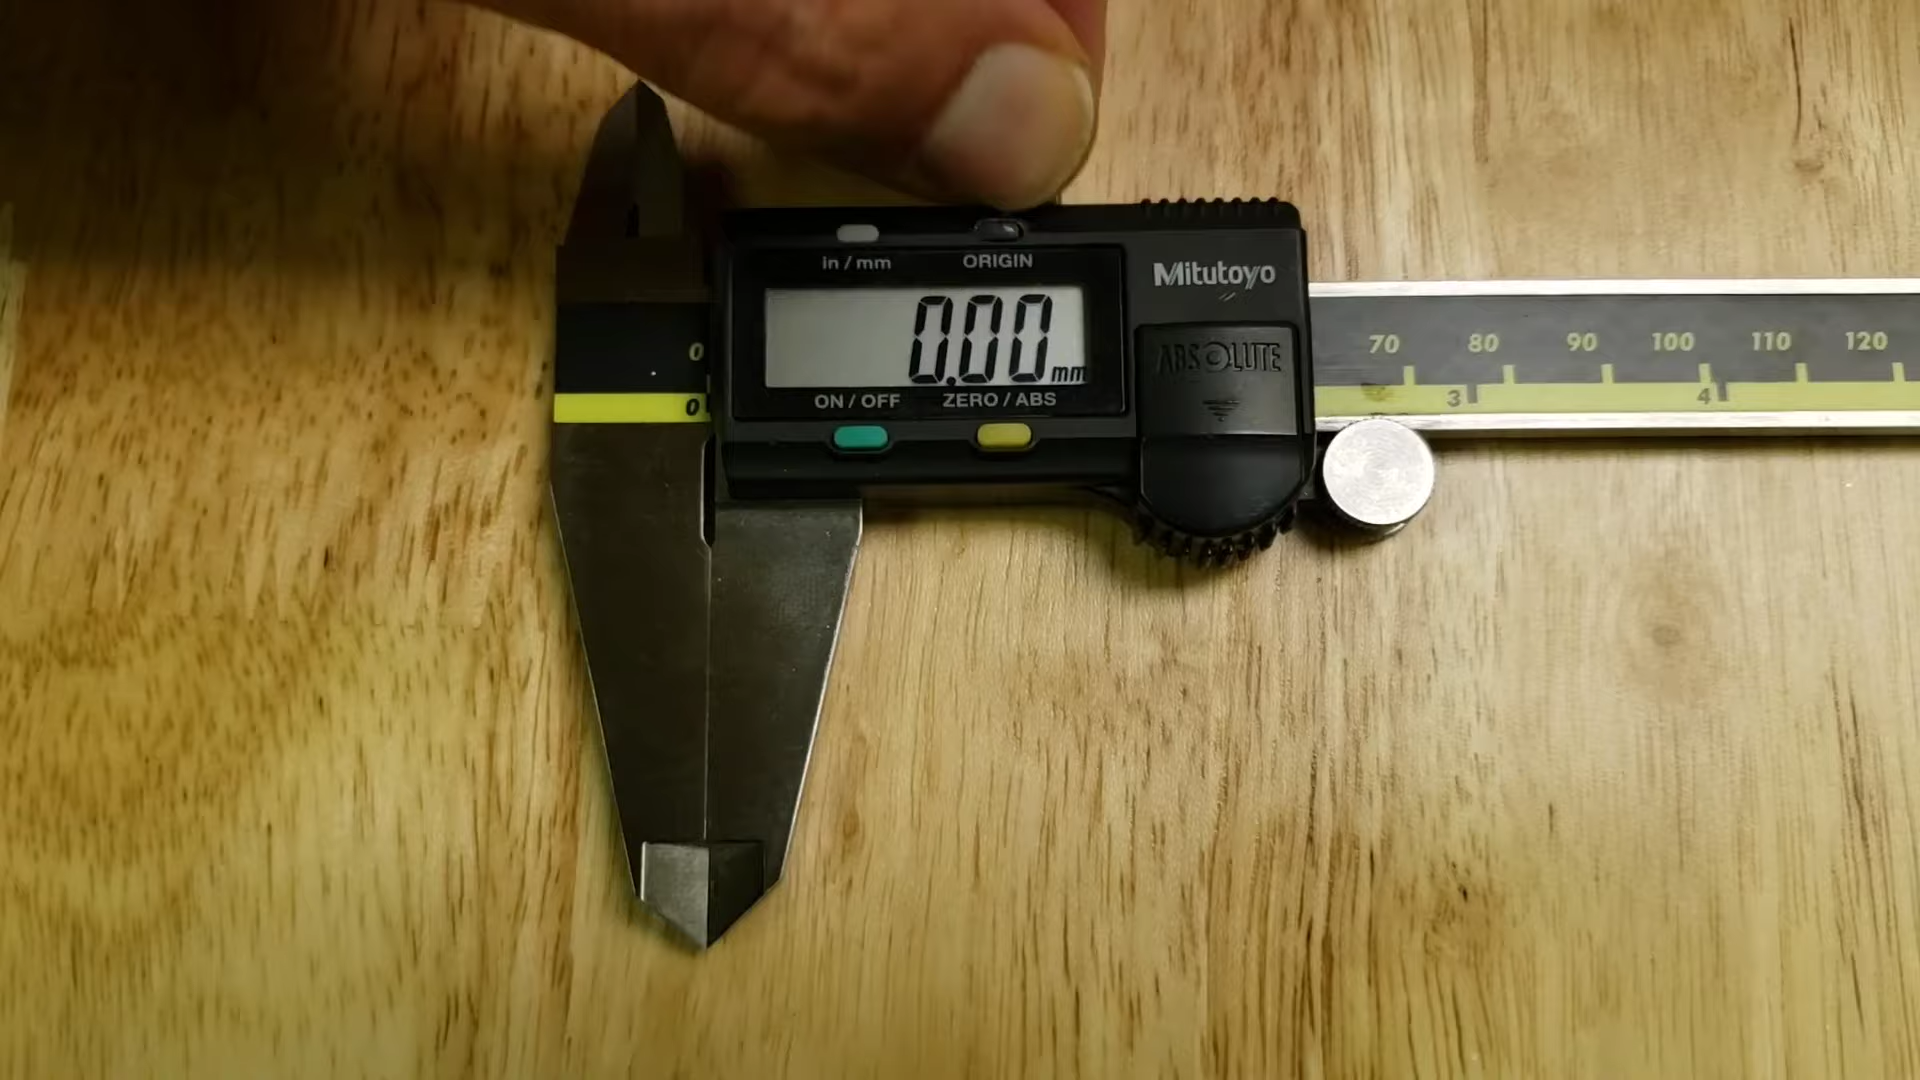 in / mm ORIGIN
Mitutoyo
0.00 mm
ABSOLUTE
ON / OFF ZERO / ABS
0
0
70 80 90 100 110 120
3 4